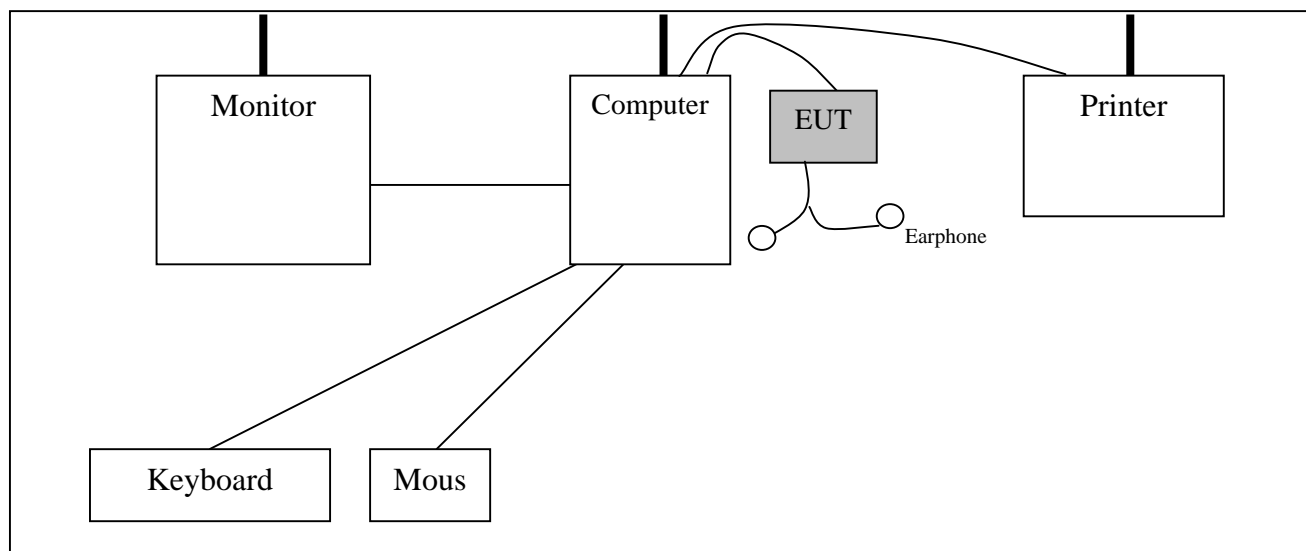 Monitor
Computer
EUT
Printer
Earphone
Keyboard
Mous